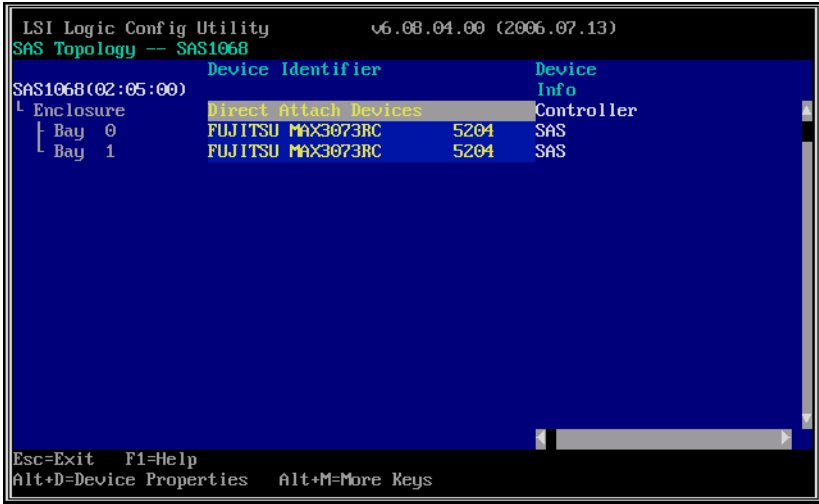 LSI Logic Config Utility v6.08.04.00 (2006.07.13)
SAS Topology -- SAS1068
Device Identifier Device
SAS1068(02:05:00) Info
Enclosure Direct Attach Devices Controller
Bay 0 FUJITSU MAX3073RC 5204 SAS
Bay 1 FUJITSU MAX3073RC 5204 SAS
Esc=Exit F1=Help
Alt+D=Device Properties Alt+M=More Keys